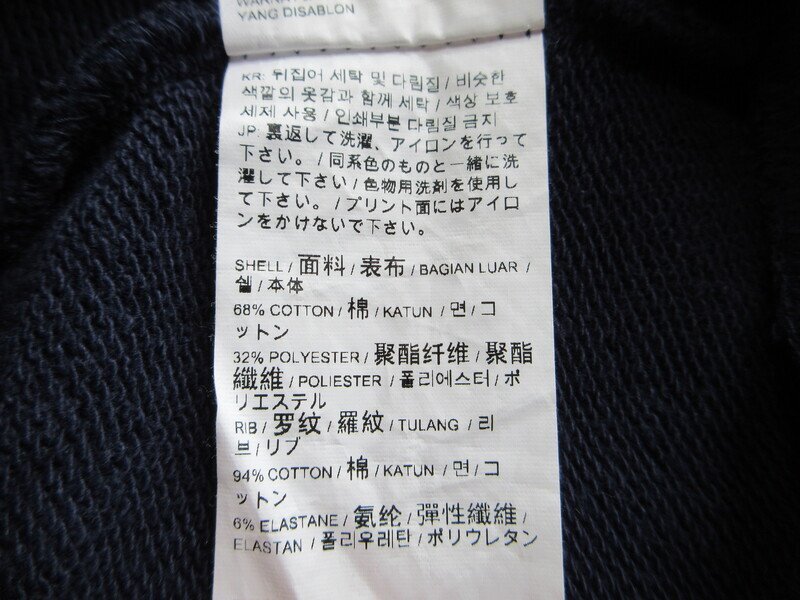 YANG DISABLON
KR: 뒤집어 세탁 및 다림질 / 비슷한
색깔의 옷감과 함께 세탁 / 색상 보호
세제 사용 / 인쇄부분 다림질 금지
JP: 裏返して洗濯、アイロンを行って
下さい。/ 同系色のものと一緒に洗
濯して下さい / 色物用洗剤を使用し
て下さい。/ プリント面にはアイロ
ンをかけないで下さい。
SHELL / 面料 / 表布 / BAGIAN LUAR /
쉘 / 本体
68% COTTON / 棉 / KATUN / 면 / コ
ットン
32% POLYESTER / 聚酯纤维 / 聚酯
纖維 / POLIESTER / 폴리에스터 / ポ
リエステル
RIB / 罗纹 / 羅紋 / TULANG / 리
브 / リブ
94% COTTON / 棉 / KATUN / 면 / コ
ットン
6% ELASTANE / 氨纶 / 彈性纖維 /
ELASTAN / 폴리우레탄 / ポリウレタン